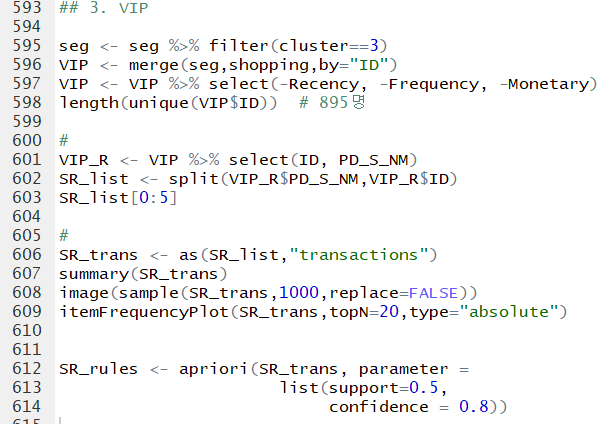 593 ## 3. VIP
594
595 seg <- seg %>% filter(cluster==3)
596 VIP <- merge(seg,shopping,by="ID")
597 VIP <- VIP %>% select(-Recency, -Frequency, -Monetary)
598 length(unique(VIP$ID))  # 895명
599
600 #
601 VIP_R <- VIP %>% select(ID, PD_S_NM)
602 SR_list <- split(VIP_R$PD_S_NM,VIP_R$ID)
603 SR_list[0:5]
604
605 #
606 SR_trans <- as(SR_list,"transactions")
607 summary(SR_trans)
608 image(sample(SR_trans,1000,replace=FALSE))
609 itemFrequencyPlot(SR_trans,topN=20,type="absolute")
610
611
612 SR_rules <- apriori(SR_trans, parameter =
613                       list(support=0.5,
614                            confidence = 0.8))
615